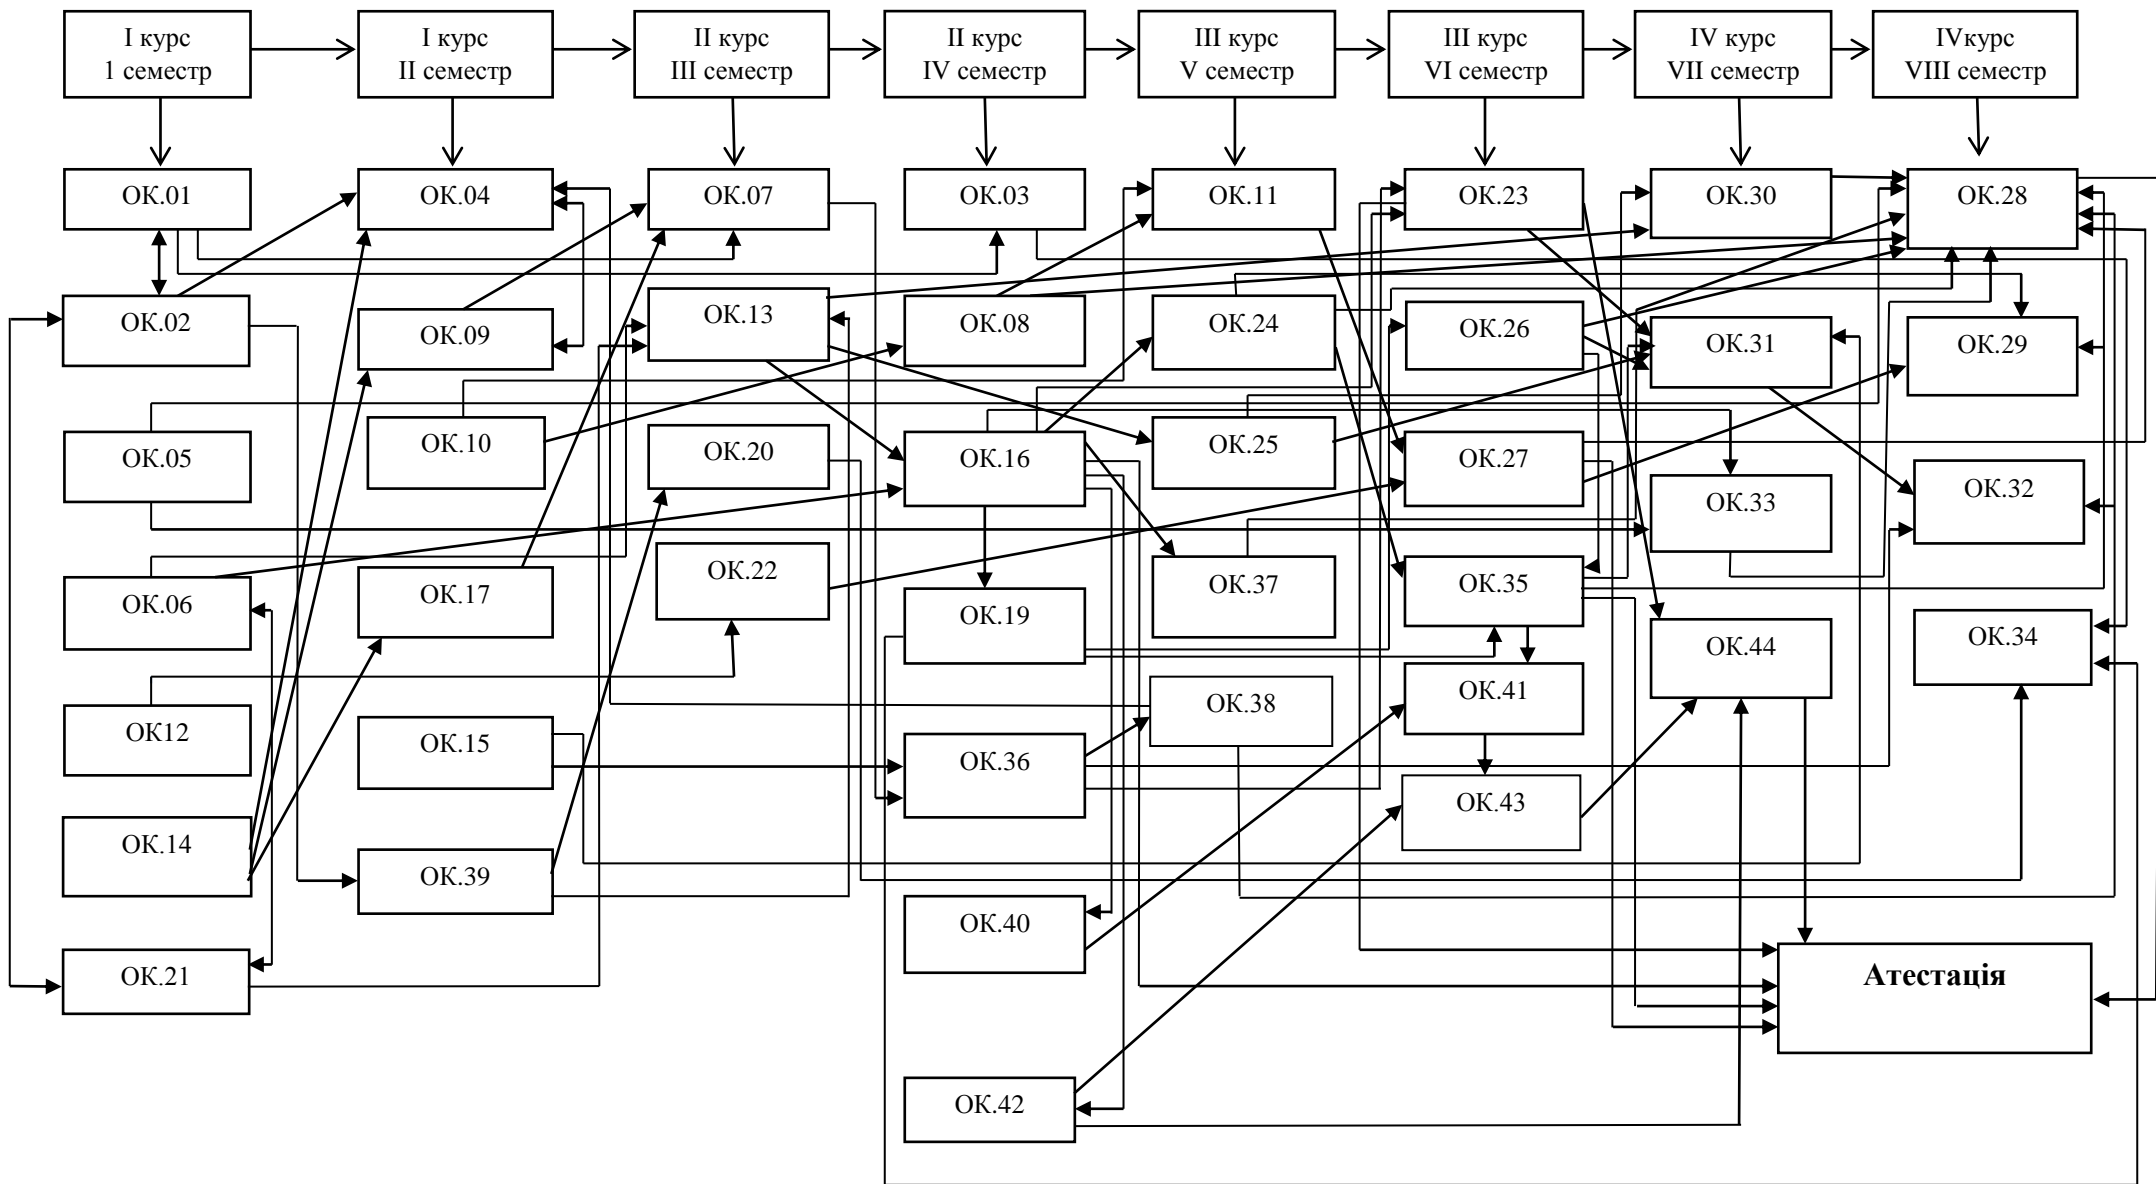 I курс
1 семестр
I курс
II семестр
II курс
III семестр
II курс
IV семестр
III курс
V семестр
III курс
VI семестр
IV курс
VII семестр
IVкурс
VIII семестр
ОК.01
ОК.04
ОК.07
ОК.03
ОК.11
ОК.23
ОК.30
ОК.28
ОК.02
ОК.09
ОК.13
ОК.08
ОК.24
ОК.26
ОК.31
ОК.29
ОК.05
ОК.10
ОК.20
ОК.16
ОК.25
ОК.27
ОК.33
ОК.32
ОК.06
ОК.17
ОК.22
ОК.19
ОК.37
ОК.35
ОК.44
ОК.34
ОК12
ОК.15
ОК.36
ОК.38
ОК.41
ОК.43
ОК.14
ОК.39
ОК.40
ОК.21
Атестація
ОК.42